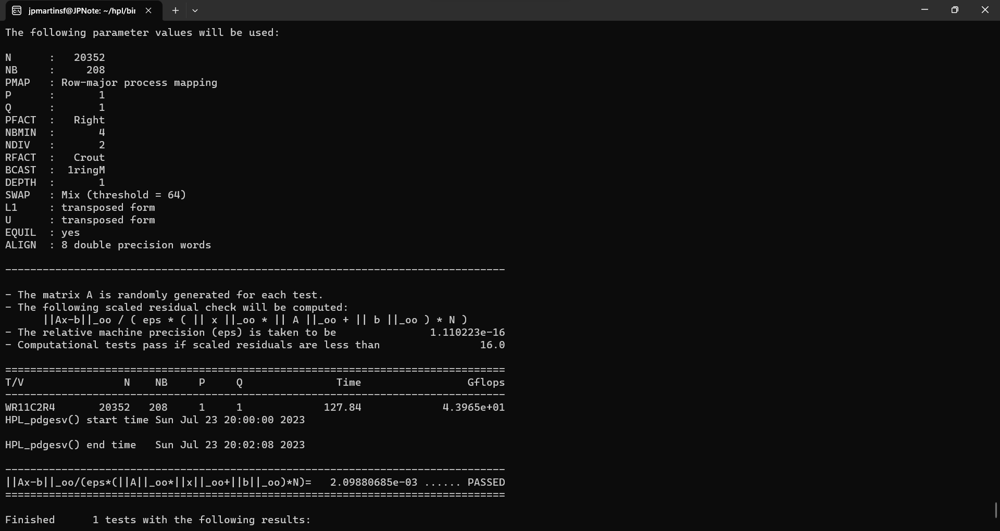 jpmartinsf@JPNote: ~/hpl/bin
The following parameter values will be used:
N      :   20352
NB     :     208
PMAP   : Row-major process mapping
P      :       1
Q      :       1
PFACT  :   Right
NBMIN  :       4
NDIV   :       2
RFACT  :   Crout
BCAST  :  1ringM
DEPTH  :       1
SWAP   : Mix (threshold = 64)
L1     : transposed form
U      : transposed form
EQUIL  : yes
ALIGN  : 8 double precision words
--------------------------------------------------------------------------------
- The matrix A is randomly generated for each test.
- The following scaled residual check will be computed:
      ||Ax-b||_oo / ( eps * ( || x ||_oo * || A ||_oo + || b ||_oo ) * N )
- The relative machine precision (eps) is taken to be               1.110223e-16
- Computational tests pass if scaled residuals are less than                16.0
================================================================================
T/V                N    NB     P     Q               Time                 Gflops
--------------------------------------------------------------------------------
WR11C2R4       20352   208     1     1             127.84             4.3965e+01
HPL_pdgesv() start time Sun Jul 23 20:00:00 2023
HPL_pdgesv() end time   Sun Jul 23 20:02:08 2023
--------------------------------------------------------------------------------
||Ax-b||_oo/(eps*(||A||_oo*||x||_oo+||b||_oo)*N)=   2.09880685e-03 ...... PASSED
================================================================================
Finished      1 tests with the following results: